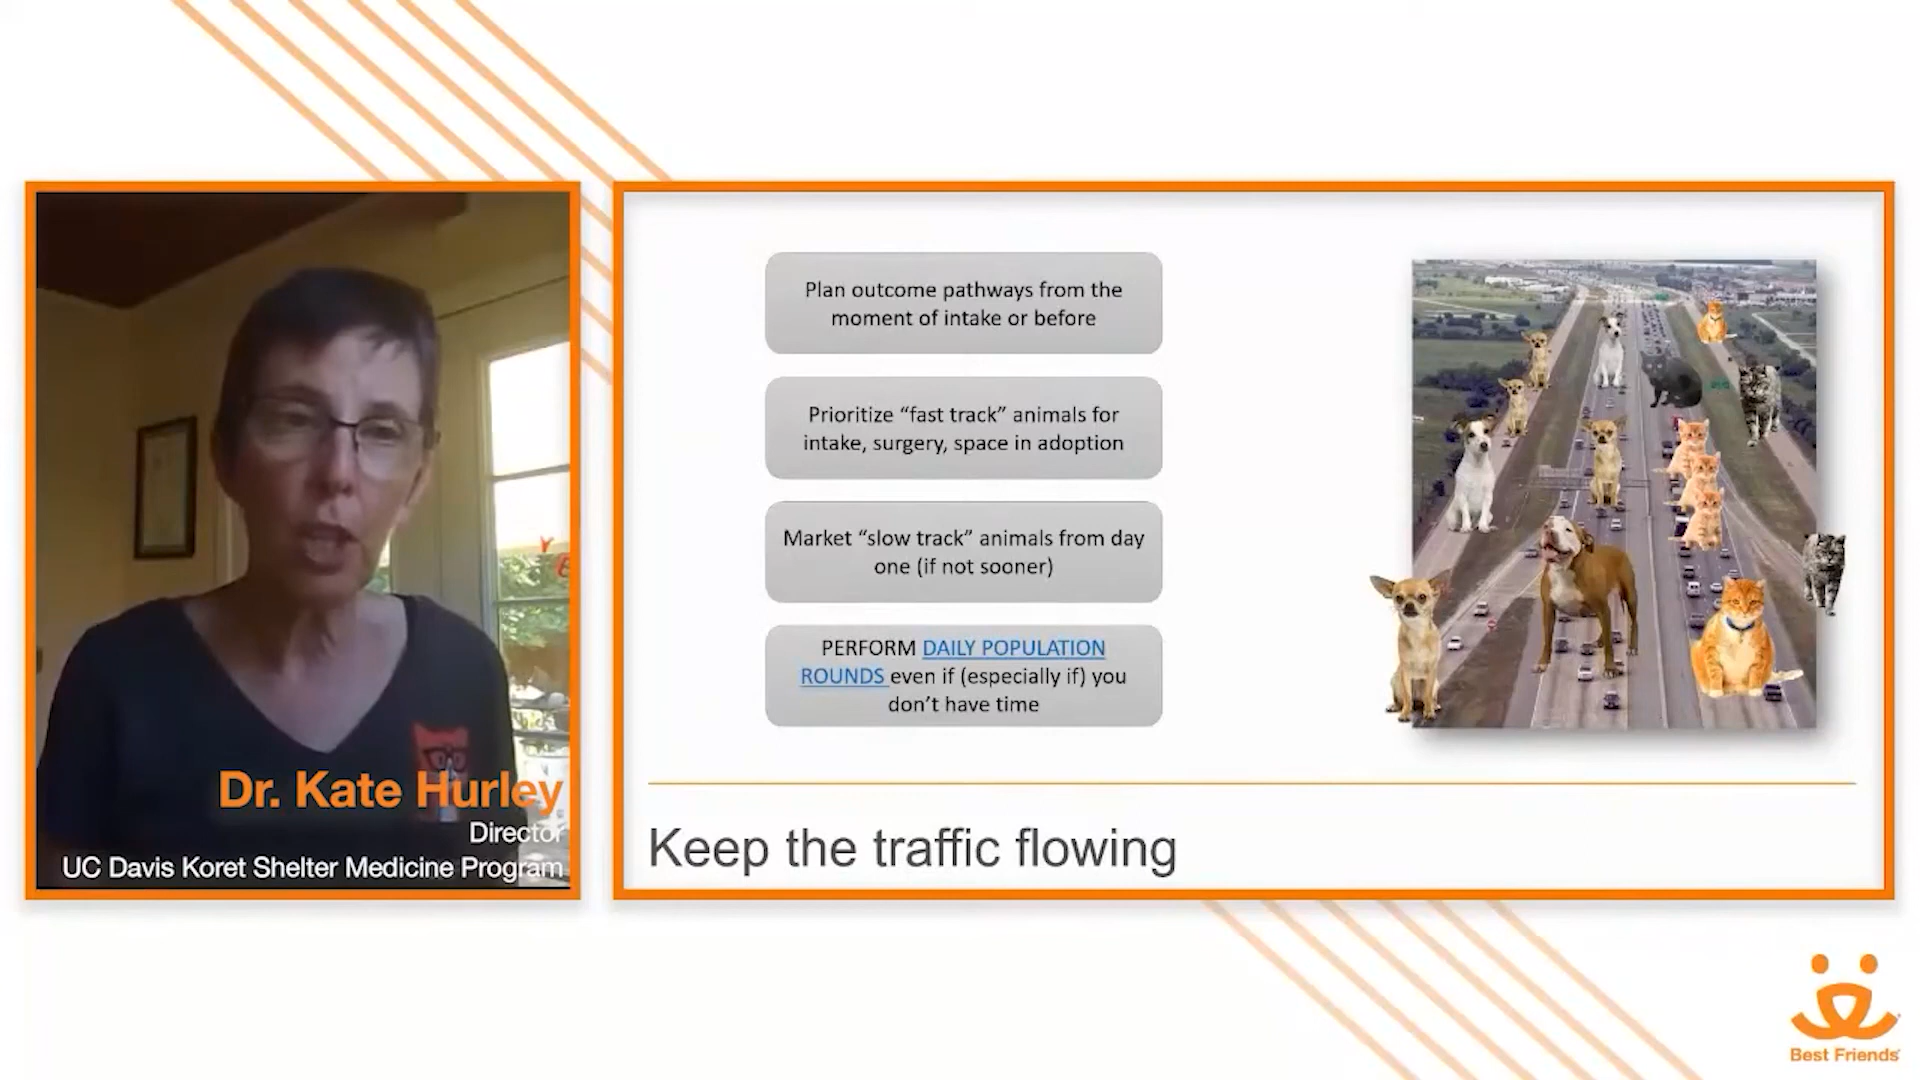 Plan outcome pathways from the
moment of intake or before
Prioritize “fast track” animals for
intake, surgery, space in adoption
Market “slow track” animals from day
one (if not sooner)
PERFORM DAILY POPULATION
ROUNDS even if (especially if) you
don’t have time
Dr. Kate Hurley
Director
UC Davis Koret Shelter Medicine Program
Keep the traffic flowing
Best Friends